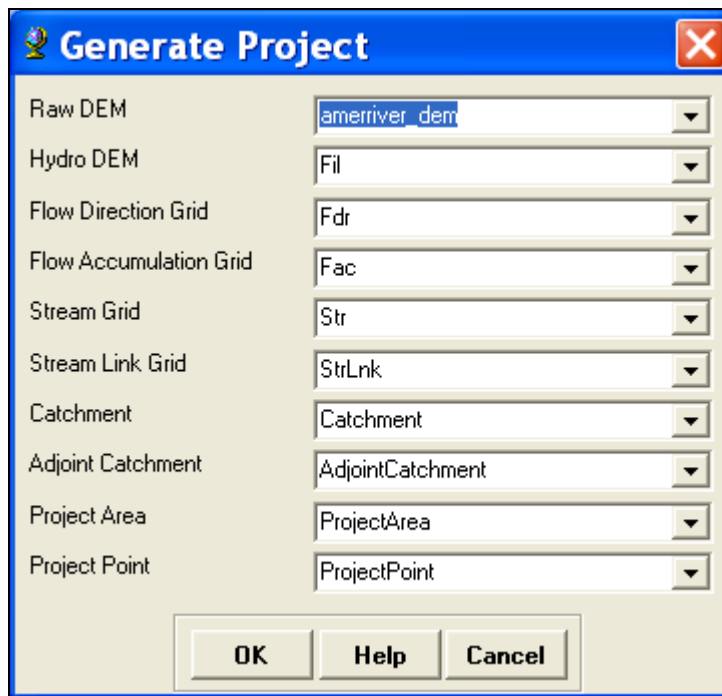 Generate Project
Raw DEM amerriver_dem
Hydro DEM Fil
Flow Direction Grid Fdr
Flow Accumulation Grid Fac
Stream Grid Str
Stream Link Grid StrLnk
Catchment Catchment
Adjoint Catchment AdjointCatchment
Project Area ProjectArea
Project Point ProjectPoint
OK Help Cancel